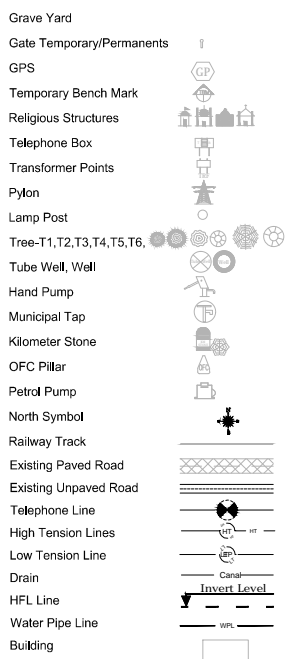 Grave Yard
Gate Temporary/Permanents
GPS GP
Temporary Bench Mark
Religious Structures
Telephone Box
Transformer Points
Pylon
Lamp Post
Tree-T1,T2,T3,T4,T5,T6,
Tube Well, Well
Hand Pump
Municipal Tap
Kilometer Stone
OFC Pillar OFC
Petrol Pump
North Symbol N
Railway Track
Existing Paved Road
Existing Unpaved Road
Telephone Line
High Tension Lines HT HT
Low Tension Line
Drain Canal
Invert Level
HFL Line
Water Pipe Line WPL
Building